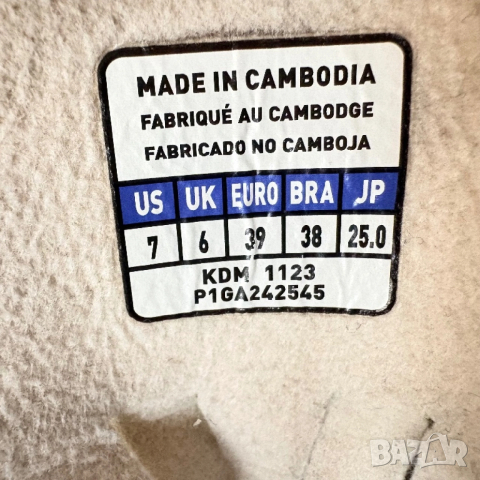 MADE IN CAMBODIA
FABRIQUÉ AU CAMBODGE
FABRICADO NO CAMBOJA
US UK EURO BRA JP
7 6 39 38 25.0
KDM 1123
P1GA242545
BAZAR